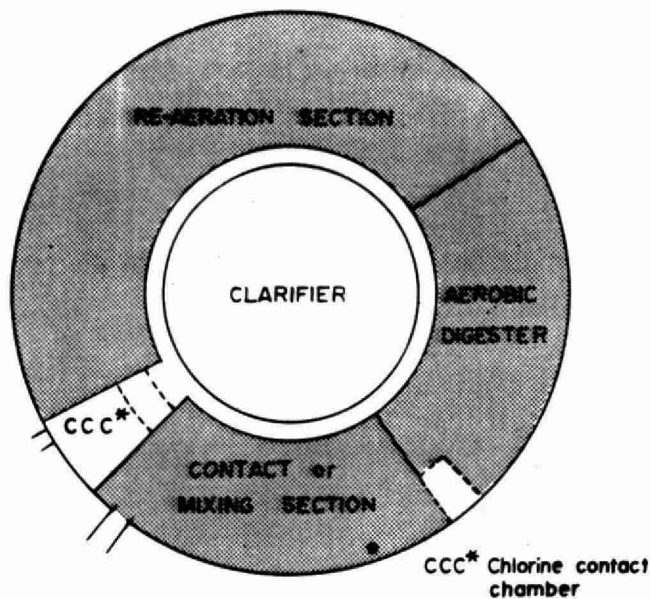 RE-AERATION SECTION
CLARIFIER
AEROBIC
DIGESTER
CCC*
CONTACT or
MIXING SECTION
CCC* Chlorine contact
chamber